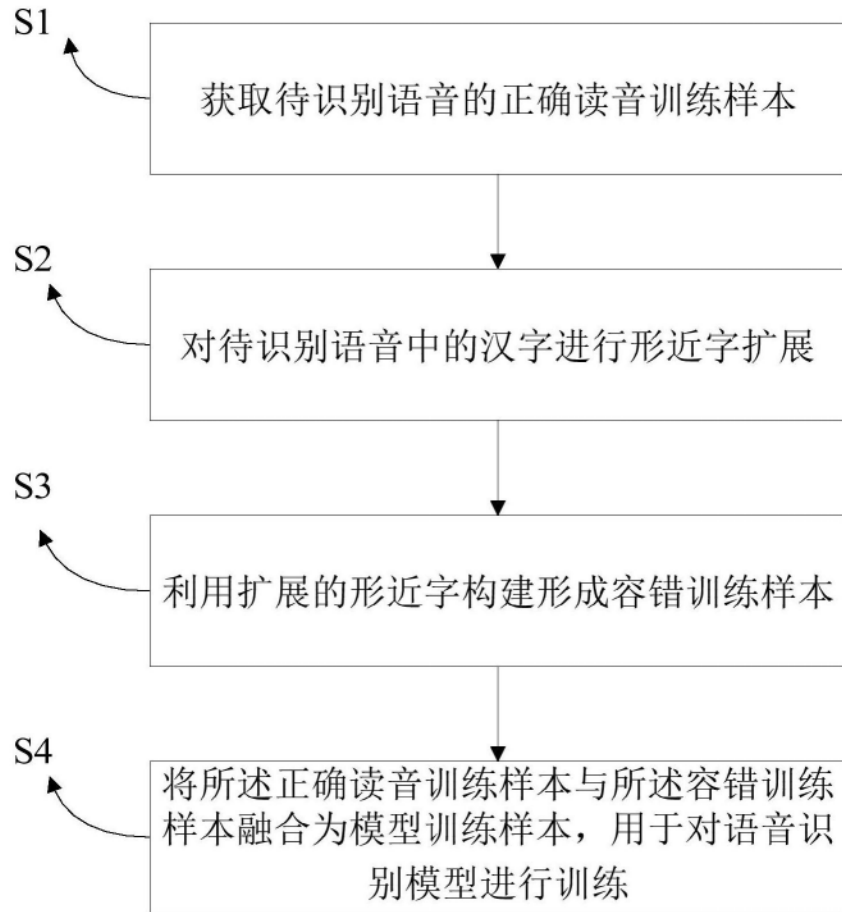 S1
获取待识别语音的正确读音训练样本
S2
对待识别语音中的汉字进行形近字扩展
S3
利用扩展的形近字构建形成容错训练样本
S4
将所述正确读音训练样本与所述容错训练
样本融合为模型训练样本，用于对语音识
别模型进行训练